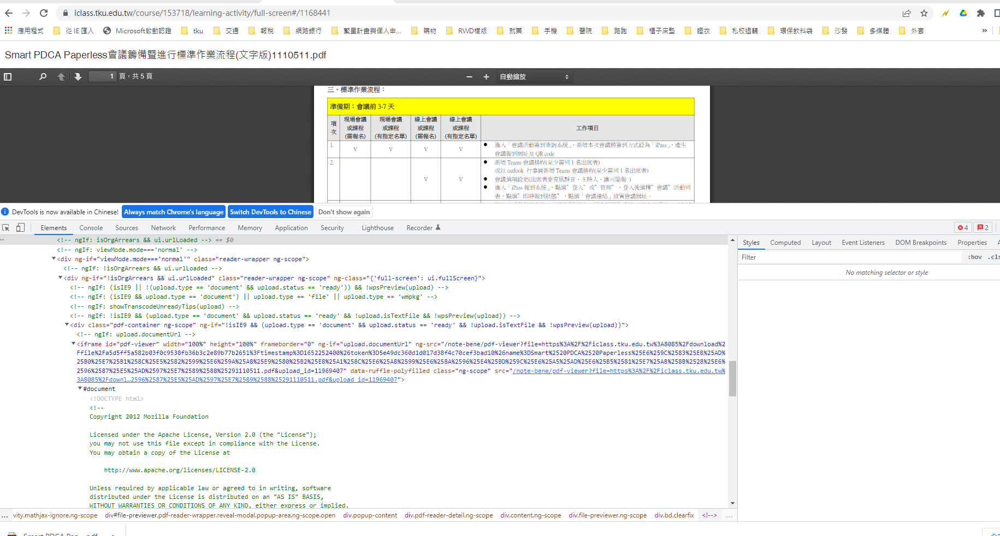 iclass.tku.edu.tw/course/153718/learning-activity/full-screen#/1168441
應用程式 從 IE 匯入 Microsoft啟動認證 tku 交通 報稅 網路銀行 繁星計畫與個人申... 購物 RWD樣版 就業 手機 醫院 路跑 櫃子床墊 睡衣 私校退輔 環保飲料袋 沙發 多媒體 外套 »
Smart PDCA Paperless會議籌備暨進行標準作業流程(文字版)1110511.pdf
1 頁，共 5 頁 自動縮放
三、標準作業流程：
準備期：會議前 3-7 天
項次 現場會議或課程(需報名) 現場會議或課程(有指定名單) 線上會議或課程(需報名) 線上會議或課程(有指定名單) 工作項目
1. V V V V ● 進入「會議活動簽到查詢系統」，新增本次會議將簽到方式設為「iPass」，產生
會議報到網址及 QR code
2. V V ● 新增 Teams 會議排程(至少需列 1 名出席者)
或以 outlook 行事曆新增 Teams 會議排程(至少需列 1 名出席者)
● 會議選項設定(出席者麥克風靜音、主持人、誰可簡報 )
● 進入「iPass 報到系統」，點選”登入”或”管理”，登入後選擇”會議”活動列
表，點選”即時報到狀態”，點選「會議連結」放置會議網址。
DevTools is now available in Chinese! Always match Chrome's language Switch DevTools to Chinese Don't show again
Elements Console Sources Network Performance Memory Application Security Lighthouse Recorder 4 2
<!-- ngIf: isOrgArrears && ui.urlLoaded --> == $0
<!-- ngIf: viewMode.mode==='normal' -->
<div ng-if="viewMode.mode==='normal'" class="reader-wrapper ng-scope">
<!-- ngIf: !isOrgArrears && ui.urlLoaded -->
<div ng-if="!isOrgArrears && ui.urlLoaded" class="reader-wrapper ng-scope" ng-class="{'full-screen': ui.fullScreen}">
<!-- ngIf: (isIE9 || !(upload.type == 'document' && upload.status == 'ready')) && !wpsPreview(upload) -->
<!-- ngIf: (isIE9 && upload.type == 'document') || upload.type == 'file' || upload.type == 'wmpkg' -->
<!-- ngIf: showTranscodeUnreadyTips(upload) -->
<!-- ngIf: !isIE9 && (upload.type == 'document' && upload.status == 'ready' && !upload.isTextFile && !wpsPreview(upload)) -->
<div class="pdf-container ng-scope" ng-if="!isIE9 && (upload.type == 'document' && upload.status == 'ready' && !upload.isTextFile && !wpsPreview(upload))">
<!-- ngIf: upload.documentUrl -->
<iframe id="pdf-viewer" width="100%" height="100%" frameborder="0" ng-if="upload.documentUrl" ng-src="/note-bene/pdf-viewer?file=https%3A%2F%2Ficlass.tku.edu.tw%3A8085%2Fdownload%2
Ffile%2Fa5d5ff5a582b03f0c9538fb36b3c2e89b77b2651%3Ftimestamp%3D1652252400%26token%3D5e49dc360d1d017d38f4c70cef3bad10%26name%3DSmart%2520PDCA%2520Paperless%25E6%259C%2583%25E8%25AD%
25B0%25E7%25B1%258C%25E5%2582%2599%25E6%259A%25A8%25E9%2580%25B2%25E8%25A1%258C%25E6%25A8%2599%25E6%25BA%2596%25E4%25BD%259C%25E6%25A5%25AD%25E6%25B5%2581%25E7%25A8%258B%2528%25E6%
2596%2587%25E5%25AD%2597%25E7%2589%2588%25291110511.pdf&upload_id=11969407" data-ruffle-polyfilled class="ng-scope" src="/note-bene/pdf-viewer?file=https%3A%2F%2Ficlass.tku.edu.tw%
3A8085%2Fdownl…2596%2587%25E5%25AD%2597%25E7%2589%2588%25291110511.pdf&upload_id=11969407">
#document
<!DOCTYPE html>
<!--
Copyright 2012 Mozilla Foundation
Licensed under the Apache License, Version 2.0 (the "License");
you may not use this file except in compliance with the License.
You may obtain a copy of the License at
http://www.apache.org/licenses/LICENSE-2.0
Unless required by applicable law or agreed to in writing, software
distributed under the License is distributed on an "AS IS" BASIS,
WITHOUT WARRANTIES OR CONDITIONS OF ANY KIND, either express or implied.
Styles Computed Layout Event Listeners DOM Breakpoints Properties
Filter :hov .cls
No matching selector or style
... vity.mathjax-ignore.ng-scope div#file-previewer.pdf-reader-wrapper.reveal-modal.popup-area.ng-scope.open div.popup-content div.pdf-reader-detail.ng-scope div.content.ng-scope div.file-previewer.ng-scope div.bd.clearfix <!--> ...
Smart PDCA Pap....pdf